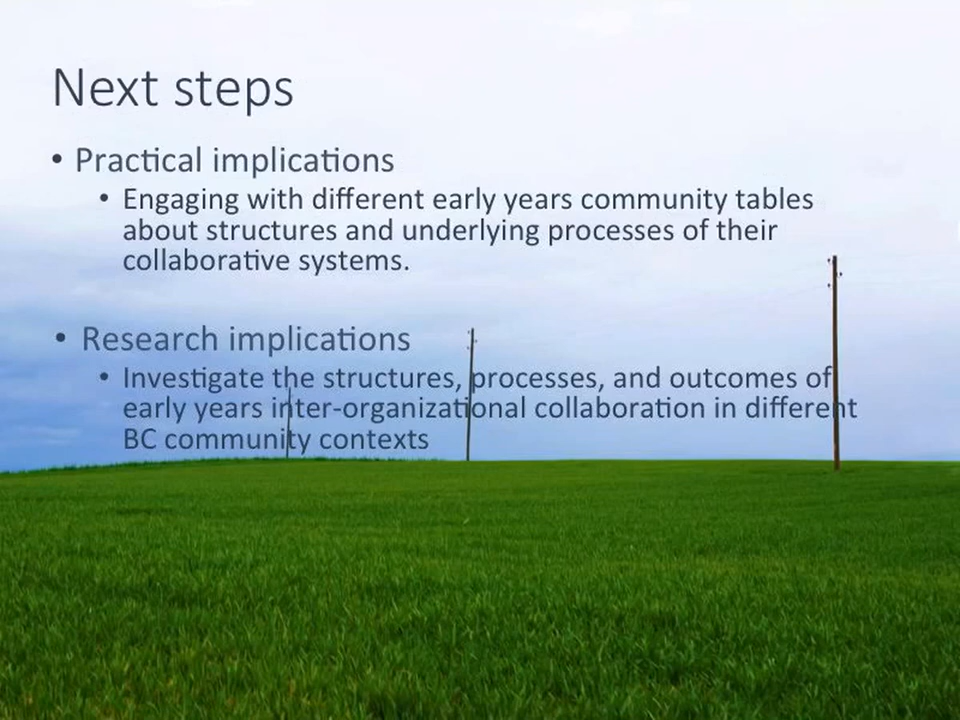 Next steps
• Practical implications
• Engaging with different early years community tables
about structures and underlying processes of their
collaborative systems.
• Research implications
• Investigate the structures, processes, and outcomes of
early years inter-organizational collaboration in different
BC community contexts